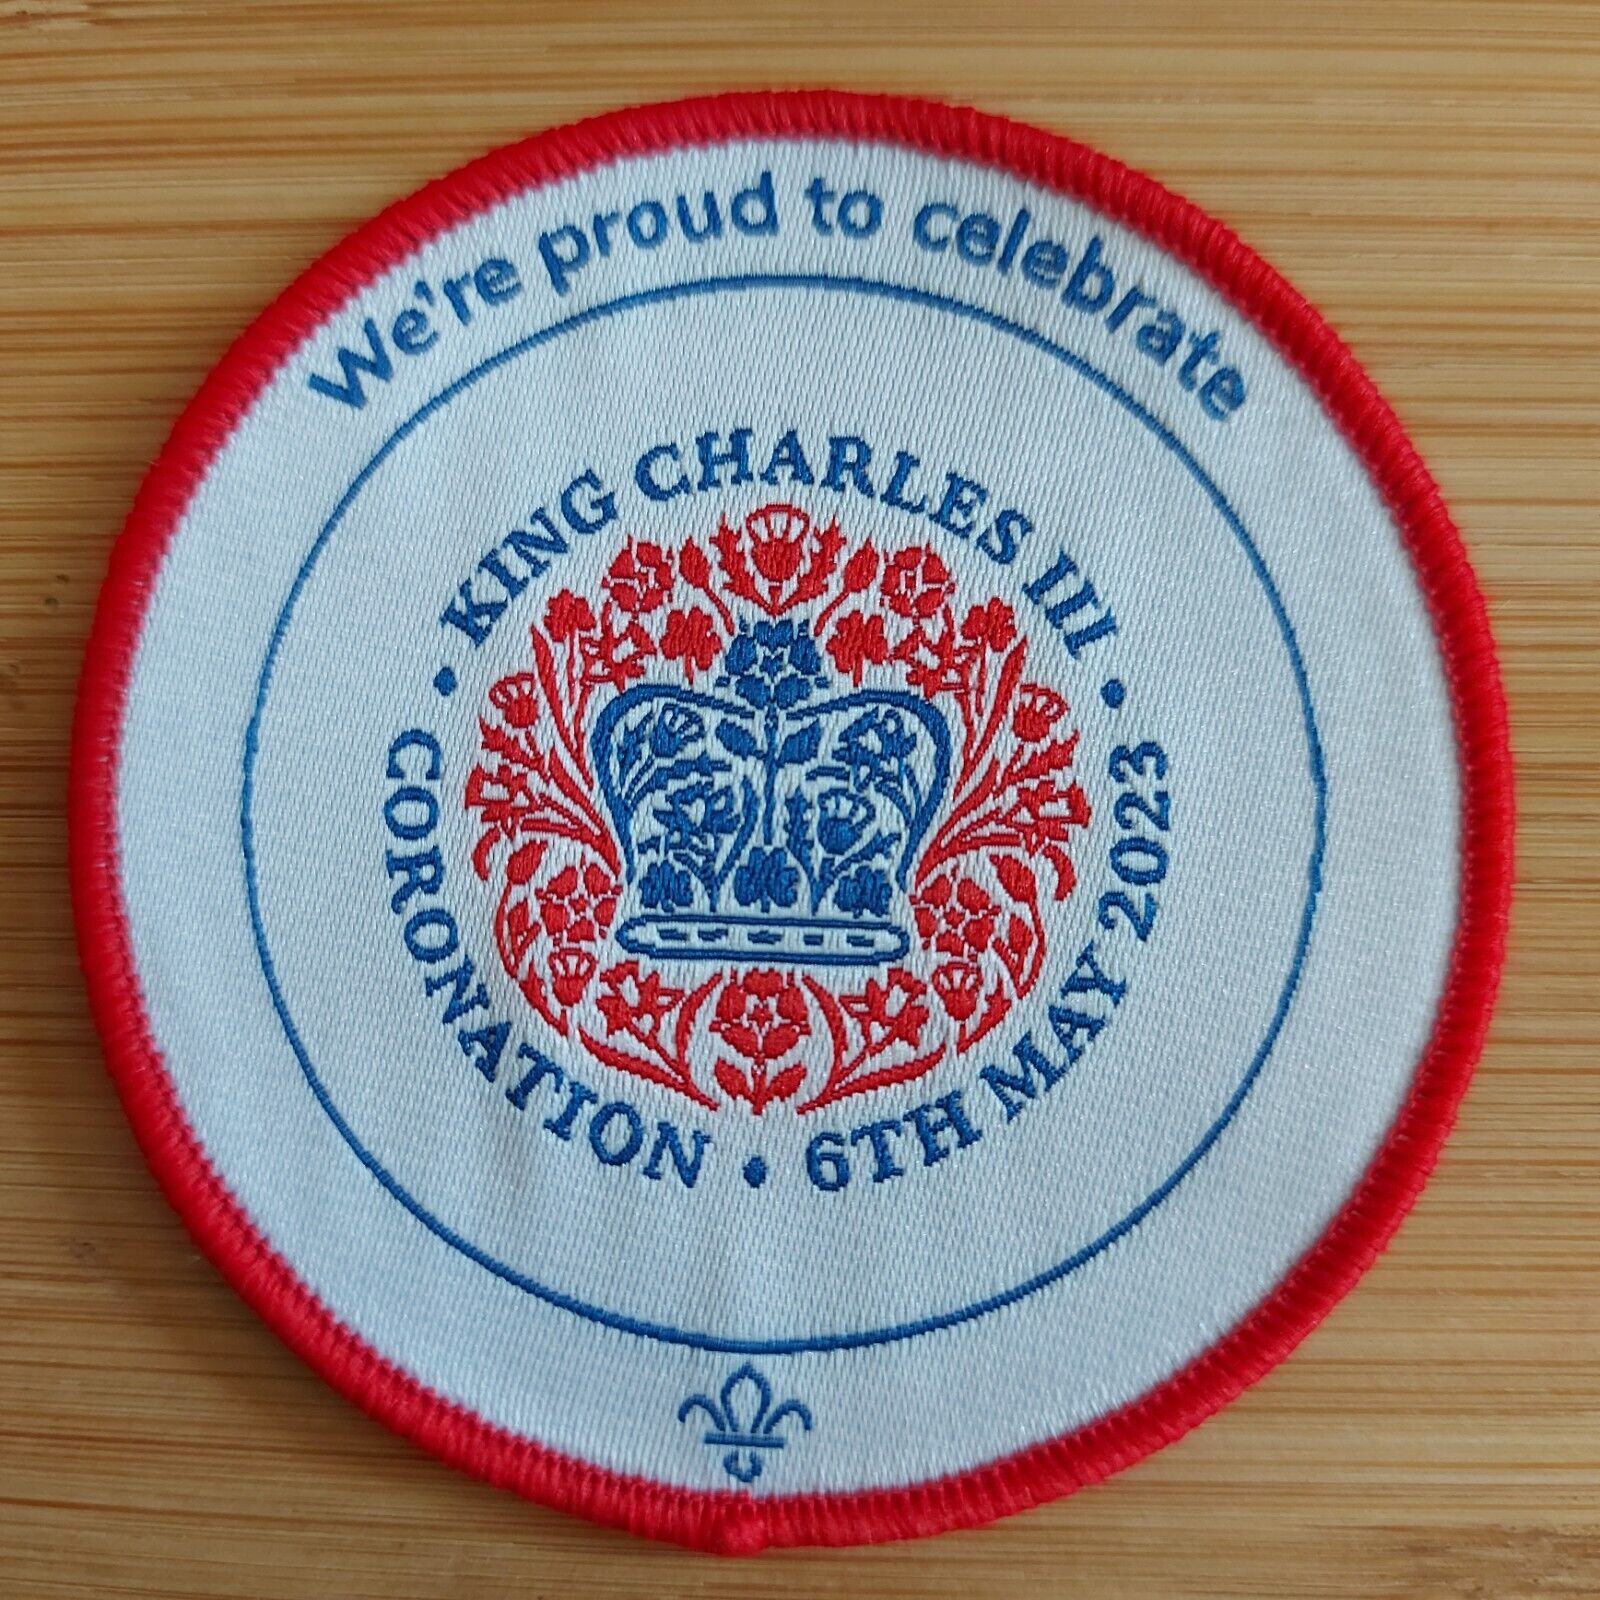 We're proud to celebrate
• KING CHARLES III •
CORONATION • 6TH MAY 2023